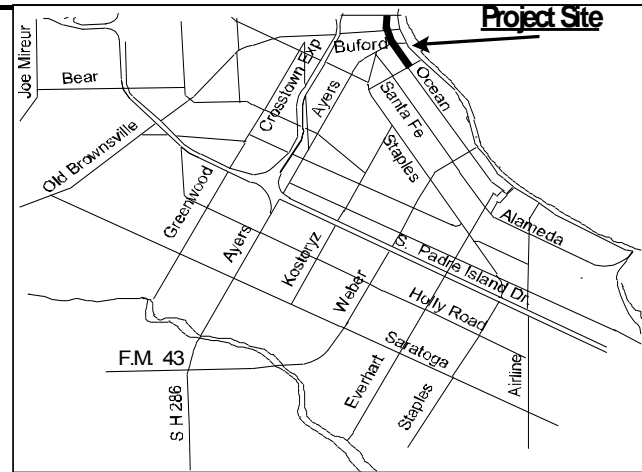 Project Site
Joe Mireur
Bear
Buford
Crosstown Exp
Ayers
Ocean
Santa Fe
Staples
Old Brownsville
Greenwood
Ayers
Kostoryz
Weber
Alameda
S. Padre Island Dr.
Holly Road
Saratoga
F.M. 43
S H 286
Everhart
Staples
Airline